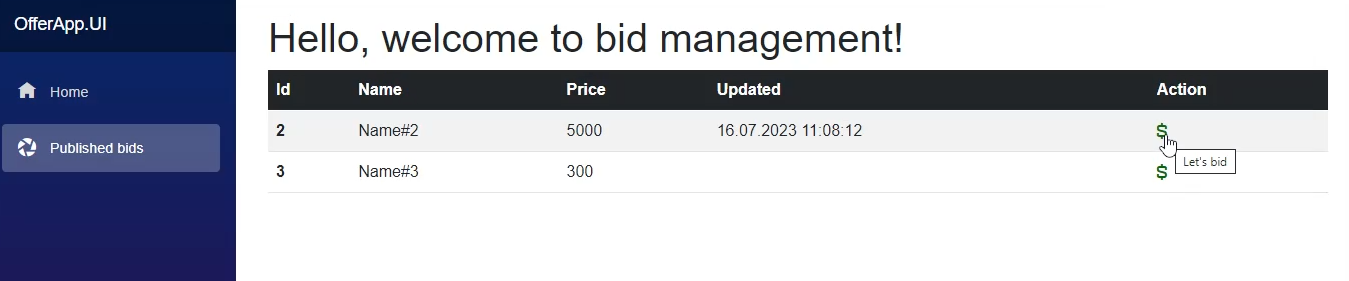 OfferApp.UI
Home
Published bids
Hello, welcome to bid management!
Id Name Price Updated Action
2 Name#2 5000 16.07.2023 11:08:12 $
Let's bid
3 Name#3 300 $